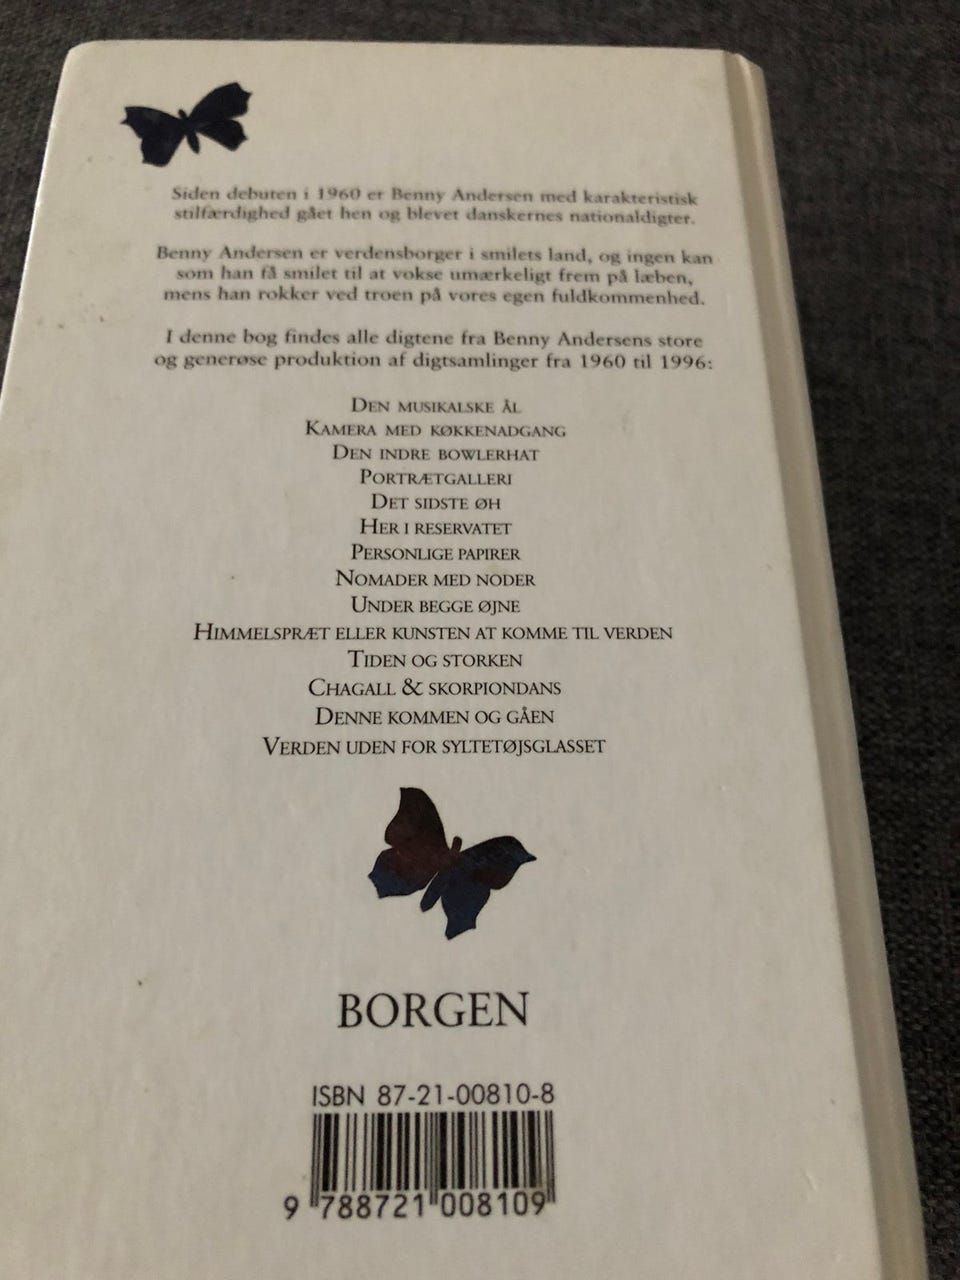 Siden debuten i 1960 er Benny Andersen med karakteristisk
stilfærdighed gået hen og blevet danskernes nationaldigter.
Benny Andersen er verdensborger i smilets land, og ingen kan
som han få smilet til at vokse umærkeligt frem på læben,
mens han rokker ved troen på vores egen fuldkommenhed.
I denne bog findes alle digtene fra Benny Andersens store
og generøse produktion af digtsamlinger fra 1960 til 1996:
DEN MUSIKALSKE ÅL
KAMERA MED KØKKENADGANG
DEN INDRE BOWLERHAT
PORTRÆTGALLERI
DET SIDSTE ØH
HER I RESERVATET
PERSONLIGE PAPIRER
NOMADER MED NODER
UNDER BEGGE ØJNE
HIMMELSPRÆT ELLER KUNSTEN AT KOMME TIL VERDEN
TIDEN OG STORKEN
CHAGALL & SKORPIONDANS
DENNE KOMMEN OG GÅEN
VERDEN UDEN FOR SYLTETØJSGLASSET
BORGEN
ISBN 87-21-00810-8
9 788721 008109